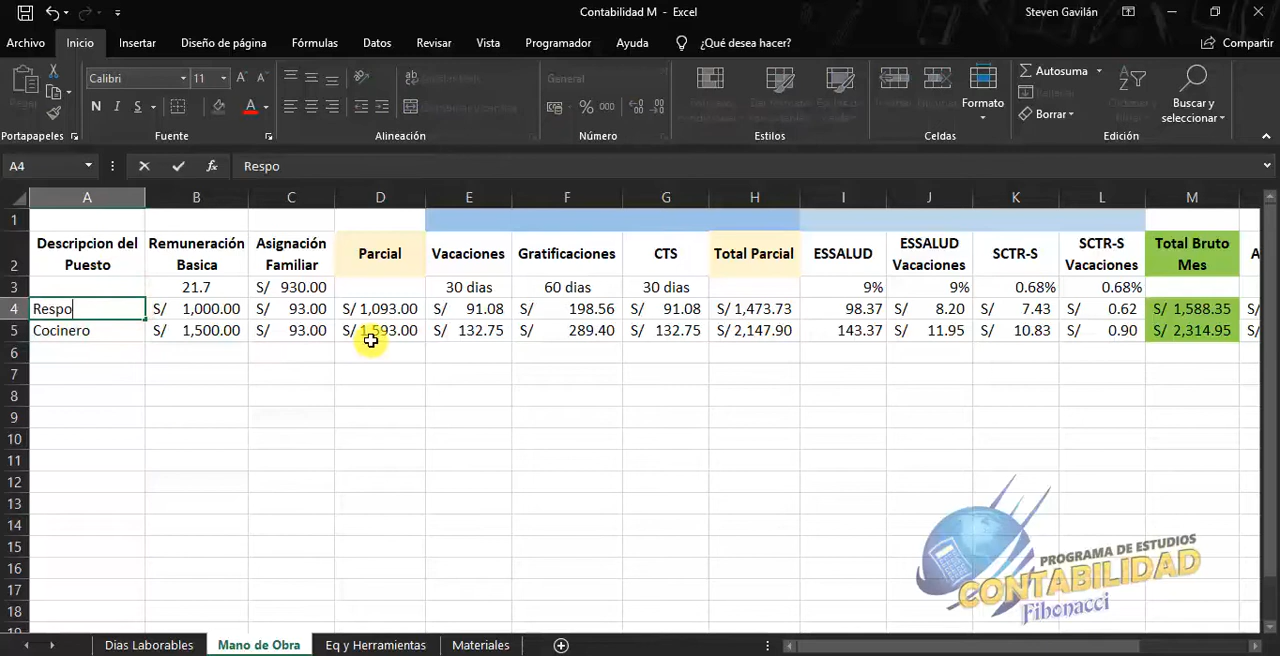 Contabilidad M - Excel
Steven Gavilán
Archivo Inicio Insertar Diseño de página Fórmulas Datos Revisar Vista Programador Ayuda ¿Qué desea hacer? Compartir
Calibri 11 General Autosuma
N K S Formato Borrar Buscar y seleccionar
Portapapeles Fuente Alineación Número Estilos Celdas Edición
A4 fx Respo
A B C D E F G H I J K L M
1
2 Descripcion del Puesto Remuneración Basica Asignación Familiar Parcial Vacaciones Gratificaciones CTS Total Parcial ESSALUD ESSALUD Vacaciones SCTR-S SCTR-S Vacaciones Total Bruto Mes
3 21.7 S/ 930.00 30 dias 60 dias 30 dias 9% 9% 0.68% 0.68%
4 Respo S/ 1,000.00 S/ 93.00 S/ 1,093.00 S/ 91.08 S/ 198.56 S/ 91.08 S/ 1,473.73 S/ 98.37 S/ 8.20 S/ 7.43 S/ 0.62 S/ 1,588.35 S/
5 Cocinero S/ 1,500.00 S/ 93.00 S/ 1,593.00 S/ 132.75 S/ 289.40 S/ 132.75 S/ 2,147.90 S/ 143.37 S/ 11.95 S/ 10.83 S/ 0.90 S/ 2,314.95 S/
6
7
8
9
10
11
12
13
14
15
16
17
18
PROGRAMA DE ESTUDIOS
CONTABILIDAD
Fibonacci
Dias Laborables Mano de Obra Eq y Herramientas Materiales